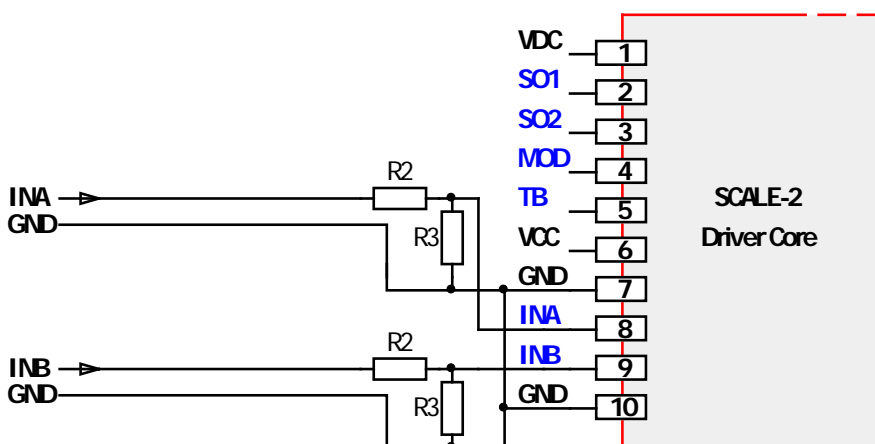 VDC
1
SO1
2
SO2
3
MOD
4
TB
5
VCC
6
GND
7
INA
8
INB
9
GND
10
SCALE-2
Driver Core
INA
GND
R2
R3
INB
GND
R2
R3